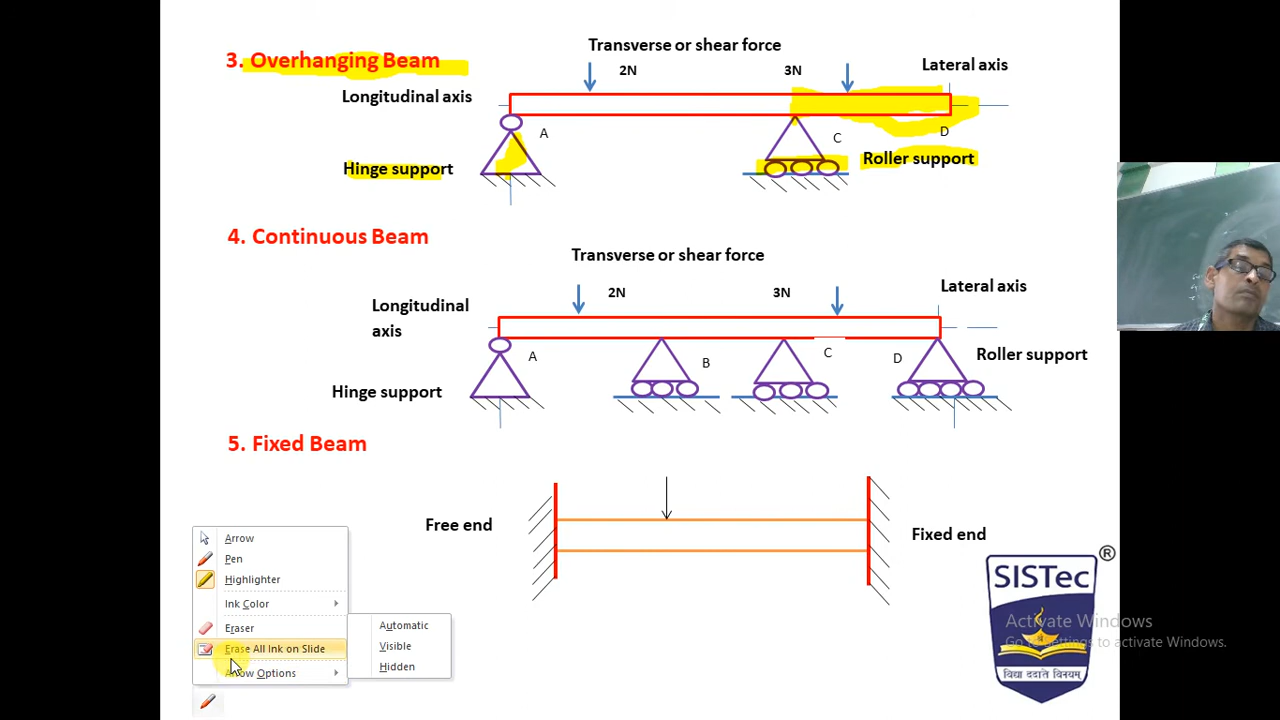 Transverse or shear force
3. Overhanging Beam
Lateral axis
2N
3N
Longitudinal axis
A
C
D
Hinge support
Roller support
4. Continuous Beam
Transverse or shear force
Lateral axis
2N
3N
Longitudinal
axis
A
B
C
D
Roller support
Hinge support
5. Fixed Beam
Free end
Fixed end
Arrow
Pen
Highlighter
Ink Color
Eraser
Erase All Ink on Slide
Arrow Options
Automatic
Visible
Hidden
®
SISTec
विद्या ददाति विनयम्
Activate Windows
Go to Settings to activate Windows.